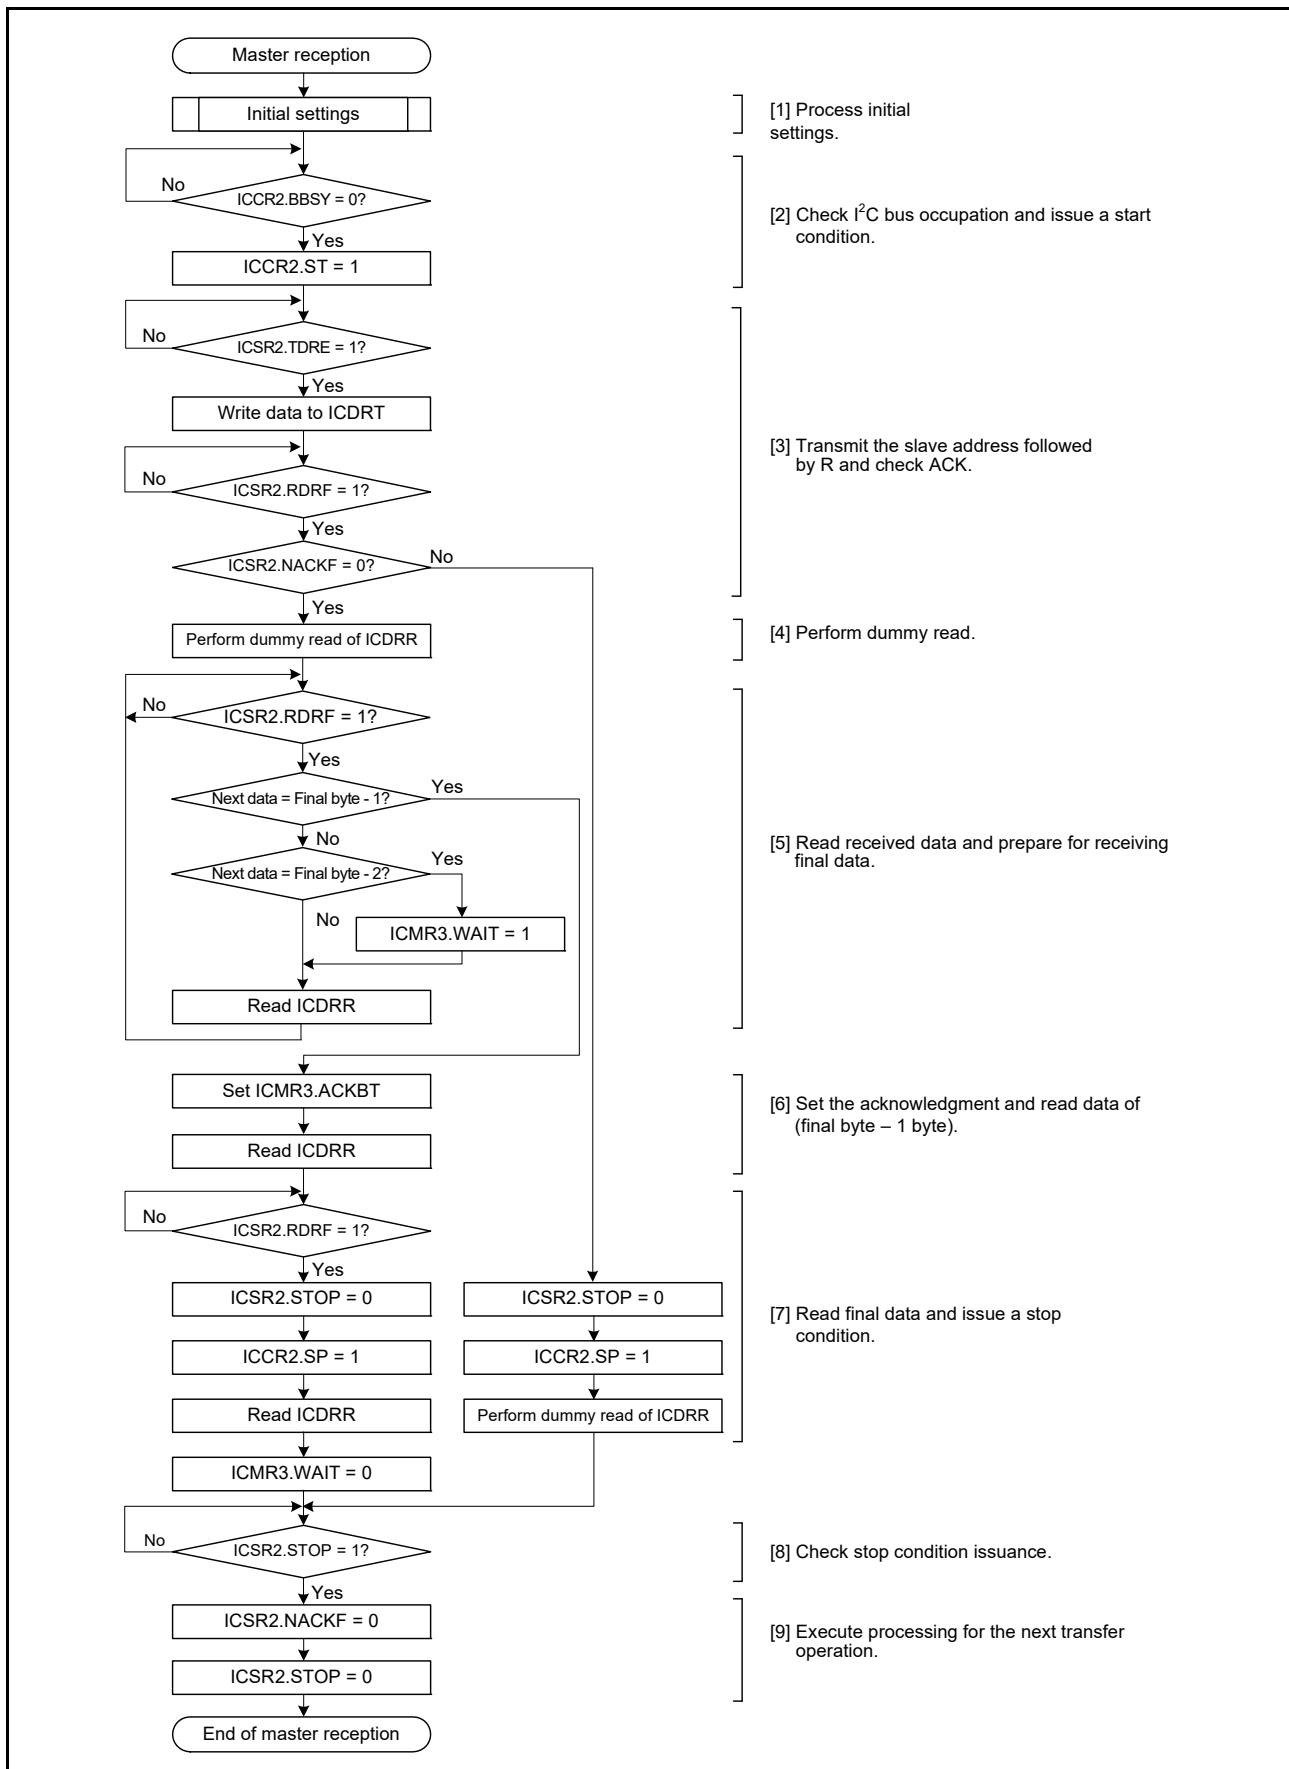 Master reception
Initial settings
[1] Process initial
settings.
No
ICCR2.BBSY = 0?
[2] Check I²C bus occupation and issue a start
condition.
Yes
ICCR2.ST = 1
No
ICSR2.TDRE = 1?
Yes
Write data to ICDRT
[3] Transmit the slave address followed
by R and check ACK.
No
ICSR2.RDRF = 1?
Yes
ICSR2.NACKF = 0?
No
Yes
Perform dummy read of ICDRR
[4] Perform dummy read.
No
ICSR2.RDRF = 1?
Yes
Next data = Final byte - 1?
Yes
No
[5] Read received data and prepare for receiving
final data.
Next data = Final byte - 2?
Yes
No
ICMR3.WAIT = 1
Read ICDRR
Set ICMR3.ACKBT
[6] Set the acknowledgment and read data of
(final byte – 1 byte).
Read ICDRR
No
ICSR2.RDRF = 1?
Yes
ICSR2.STOP = 0
ICSR2.STOP = 0
[7] Read final data and issue a stop
condition.
ICCR2.SP = 1
ICCR2.SP = 1
Read ICDRR
Perform dummy read of ICDRR
ICMR3.WAIT = 0
No
ICSR2.STOP = 1?
[8] Check stop condition issuance.
Yes
ICSR2.NACKF = 0
[9] Execute processing for the next transfer
operation.
ICSR2.STOP = 0
End of master reception